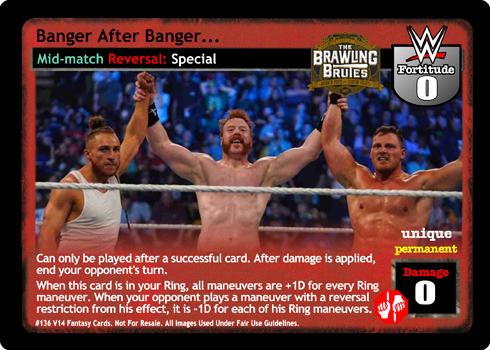 Banger After Banger...
Mid-match Reversal: Special
THE
BRAWLING
BRUTES
Fortitude
0
unique
permanent
Can only be played after a successful card. After damage is applied,
end your opponent's turn.
When this card is in your Ring, all maneuvers are +1D for every Ring
maneuver. When your opponent plays a maneuver with a reversal
restriction from his effect, it is -1D for each of his Ring maneuvers.
Damage
0
#136 V14 Fantasy Cards. Not For Resale. All Images Used Under Fair Use Guidelines.